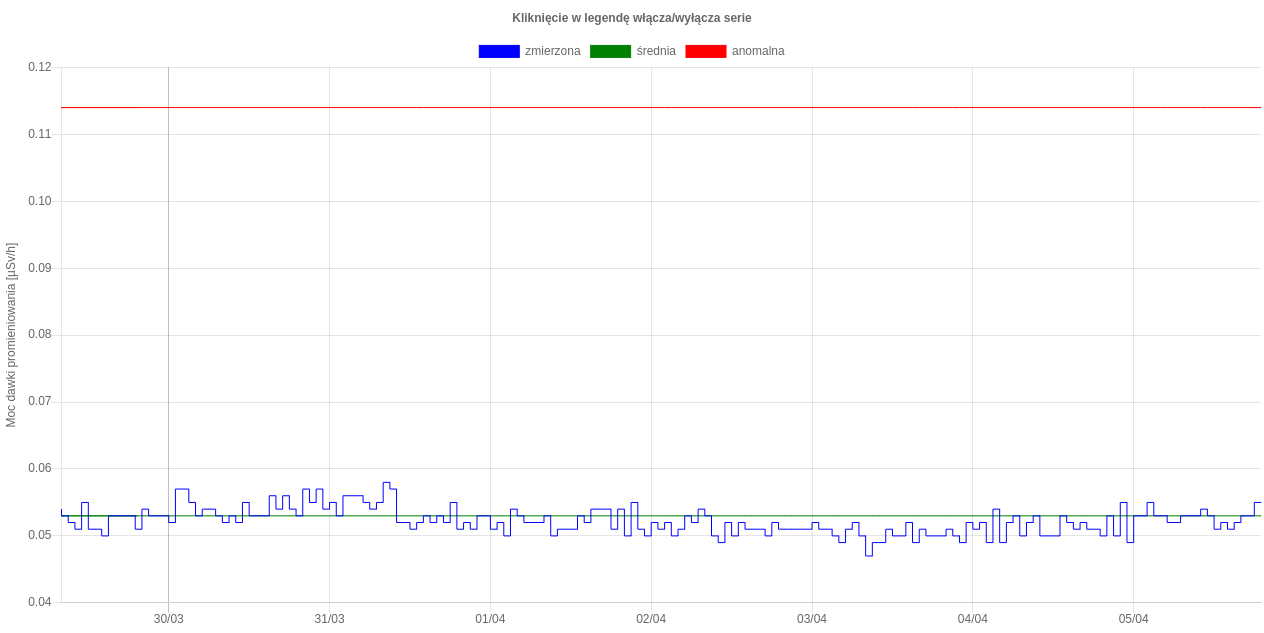 Kliknięcie w legendę włącza/wyłącza serie
zmierzona średnia anomalna
Moc dawki promieniowania [µSv/h]
0.12
0.11
0.10
0.09
0.08
0.07
0.06
0.05
0.04
30/03 31/03 01/04 02/04 03/04 04/04 05/04